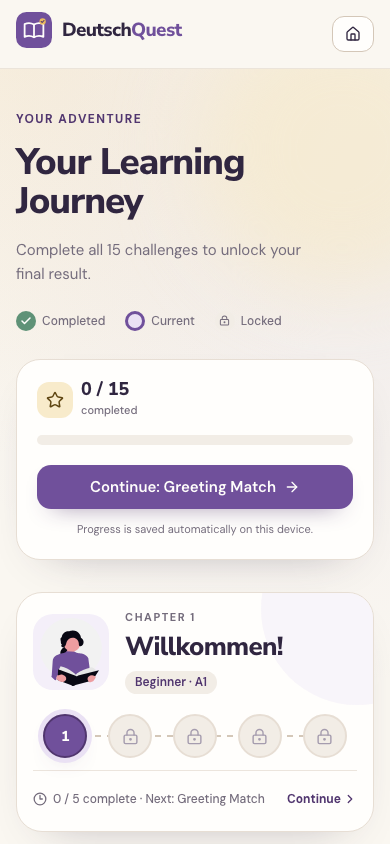 DeutschQuest
YOUR ADVENTURE
Your Learning
Journey
Complete all 15 challenges to unlock your
final result.
Completed
Current
Locked
0 / 15
completed
Continue: Greeting Match
Progress is saved automatically on this device.
CHAPTER 1
Willkommen!
Beginner · A1
1
0 / 5 complete · Next: Greeting Match
Continue